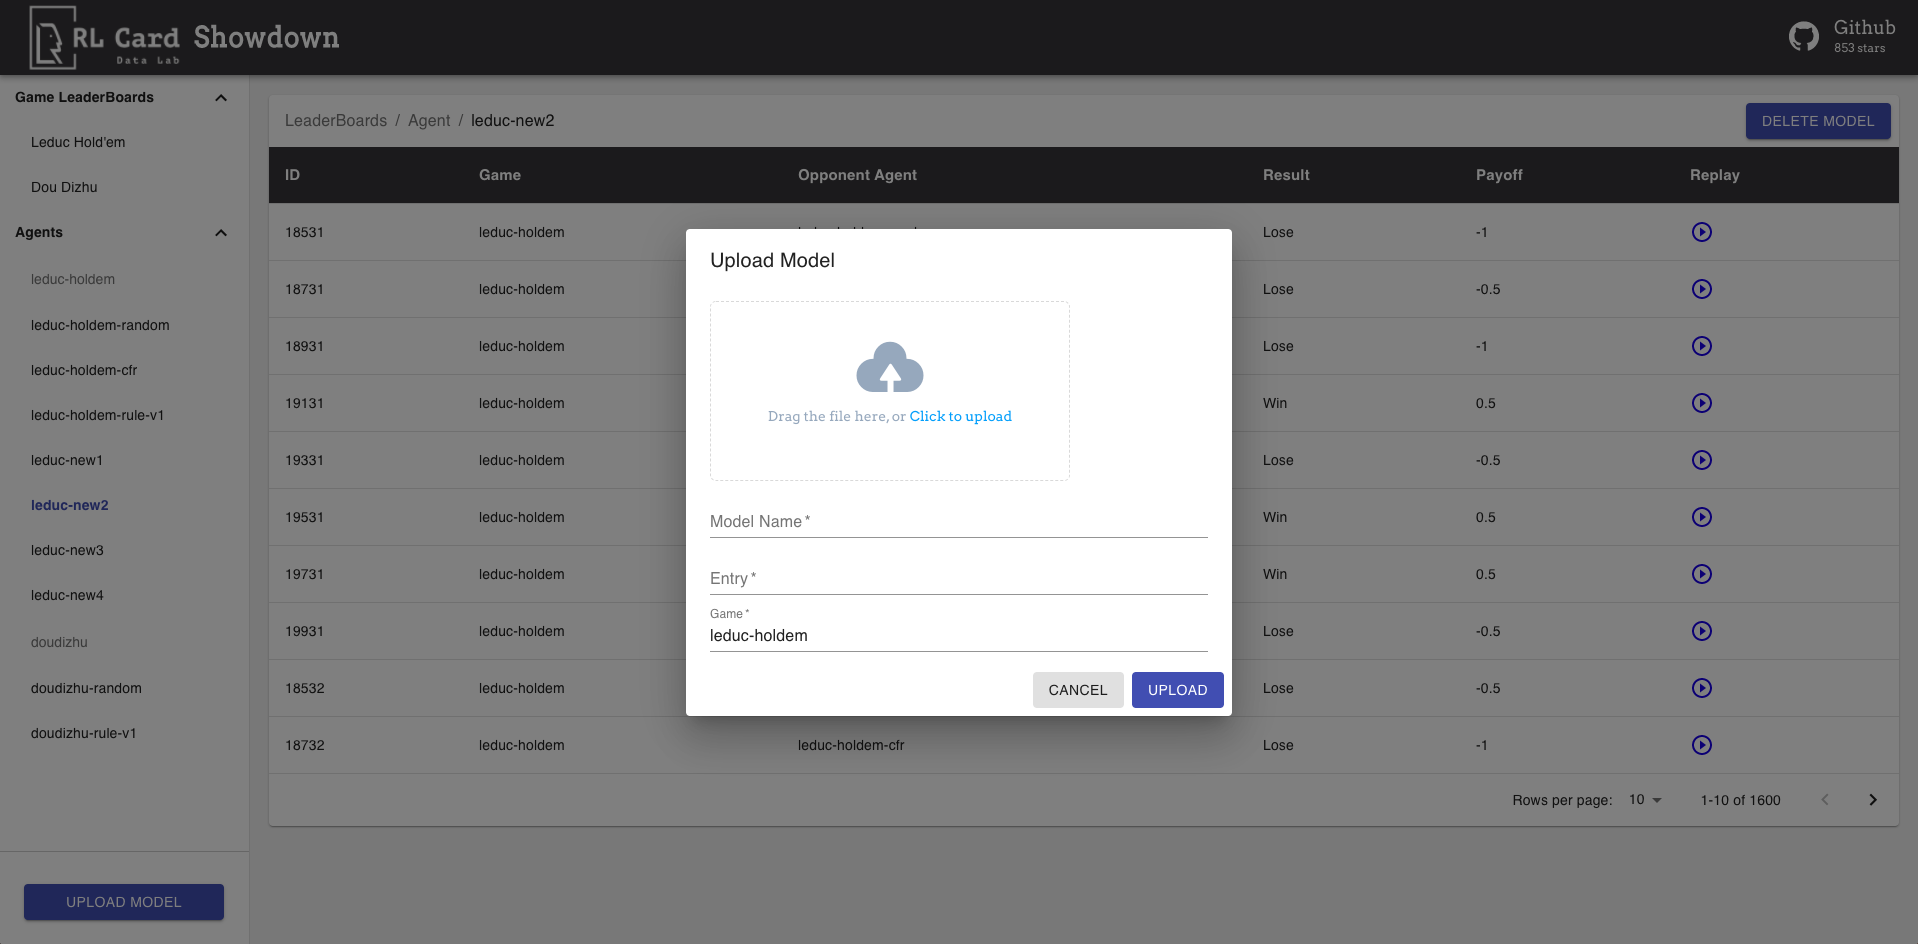 RL Card Showdown
Data Lab
Github
853 stars
Game LeaderBoards
Leduc Hold'em
Dou Dizhu
Agents
leduc-holdem
leduc-holdem-random
leduc-holdem-cfr
leduc-holdem-rule-v1
leduc-new1
leduc-new2
leduc-new3
leduc-new4
doudizhu
doudizhu-random
doudizhu-rule-v1
UPLOAD MODEL
LeaderBoards / Agent / leduc-new2
DELETE MODEL
ID Game Opponent Agent Result Payoff Replay
18531 leduc-holdem Lose -1
18731 leduc-holdem Lose -0.5
18931 leduc-holdem Lose -1
19131 leduc-holdem Win 0.5
19331 leduc-holdem Lose -0.5
19531 leduc-holdem Win 0.5
19731 leduc-holdem Win 0.5
19931 leduc-holdem Lose -0.5
18532 leduc-holdem Lose -0.5
18732 leduc-holdem leduc-holdem-cfr Lose -1
Rows per page: 10 1-10 of 1600
Upload Model
Drag the file here, or Click to upload
Model Name *
Entry *
Game *
leduc-holdem
CANCEL UPLOAD